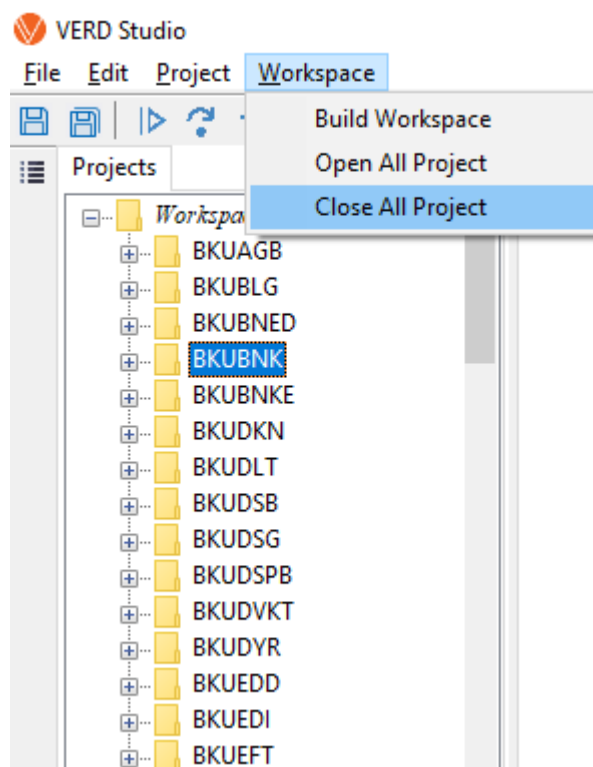 VERD Studio
File Edit Project Workspace
Build Workspace
Open All Project
Close All Project
Projects
BKUAGB
BKUBLG
BKUBNED
BKUBNK
BKUBNKE
BKUDKN
BKUDLT
BKUDSB
BKUDSG
BKUDSPB
BKUDVKT
BKUDYR
BKUEDD
BKUEDI
BKUEFT